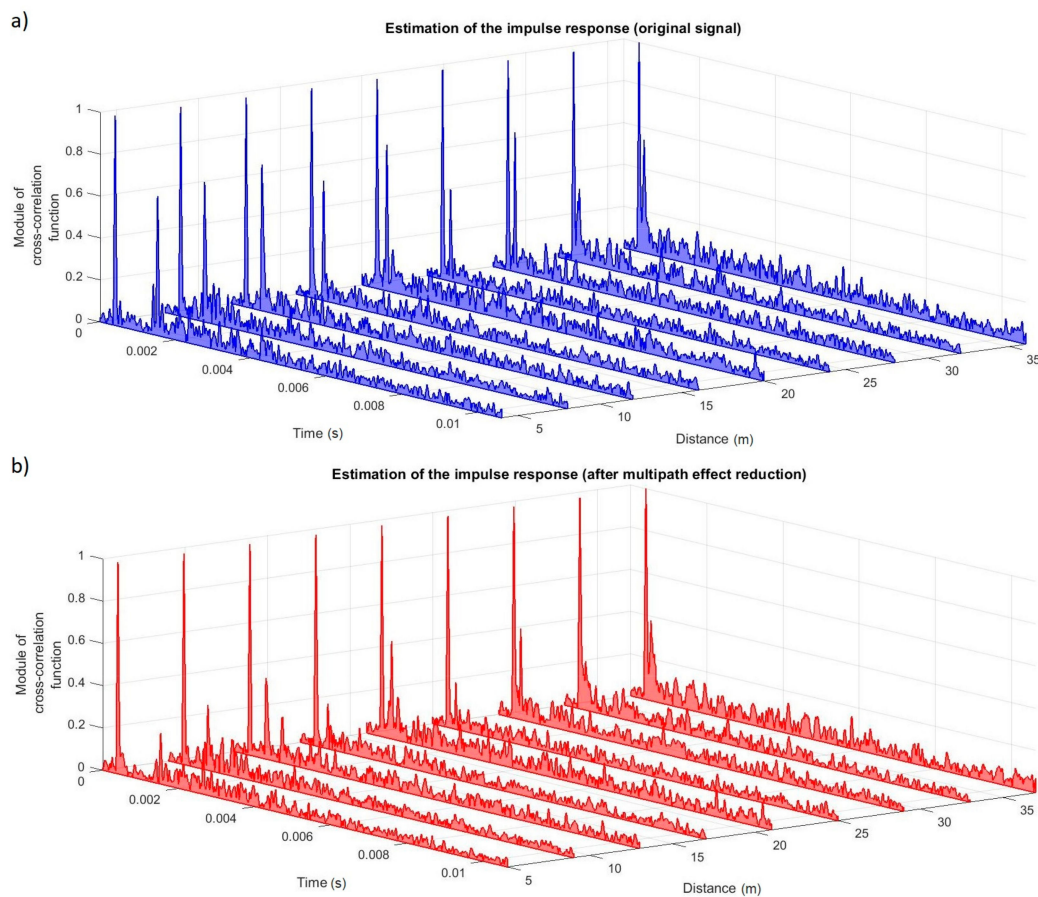 a)
Estimation of the impulse response (original signal)
1
0.8
0.6
0.4
0.2
0
Module of
cross-correlation
function
0
0.002
0.004
0.006
0.008
0.01
Time (s)
5
10
15
20
25
30
35
Distance (m)
b)
Estimation of the impulse response (after multipath effect reduction)
1
0.8
0.6
0.4
0.2
0
Module of
cross-correlation
function
0
0.002
0.004
0.006
0.008
0.01
Time (s)
5
10
15
20
25
30
35
Distance (m)